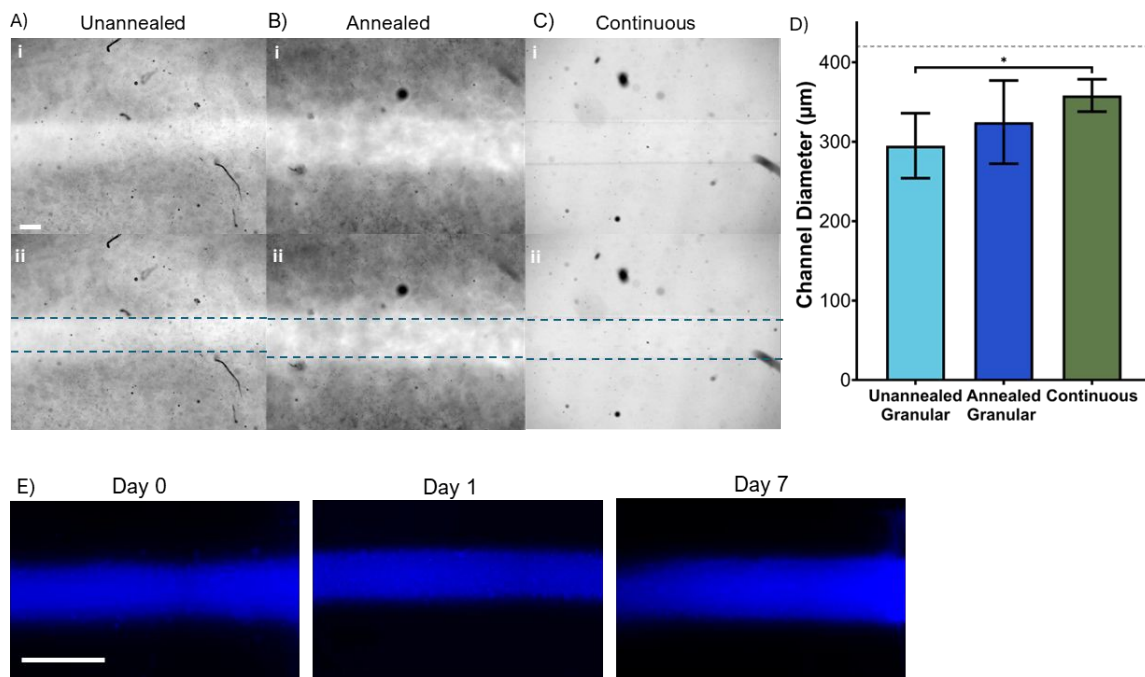 A)
Unannealed
i
ii
B)
Annealed
i
ii
C)
Continuous
i
ii
D)
Channel Diameter (µm)
400
300
200
100
0
*
Unannealed
Granular
Annealed
Granular
Continuous
E)
Day 0
Day 1
Day 7